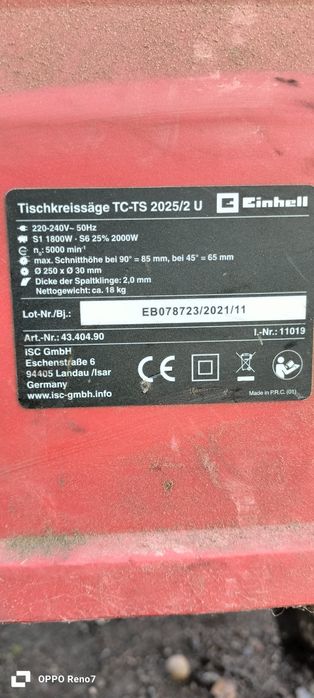 Tischkreissäge TC-TS 2025/2 U
Einhell
220-240V~ 50Hz
S1 1800W · S6 25% 2000W
n₀: 5000 min⁻¹
max. Schnitthöhe bei 90° = 85 mm, bei 45° = 65 mm
Ø 250 x Ø 30 mm
Dicke der Spaltklinge: 2,0 mm
Nettogewicht: ca. 18 kg
Lot-Nr./Bj.: EB078723/2021/11
Art.-Nr.: 43.404.90
I.-Nr.: 11019
iSC GmbH
Eschenstraße 6
94405 Landau /Isar
Germany
www.isc-gmbh.info
CE
Made in P.R.C. (01)
OPPO Reno7